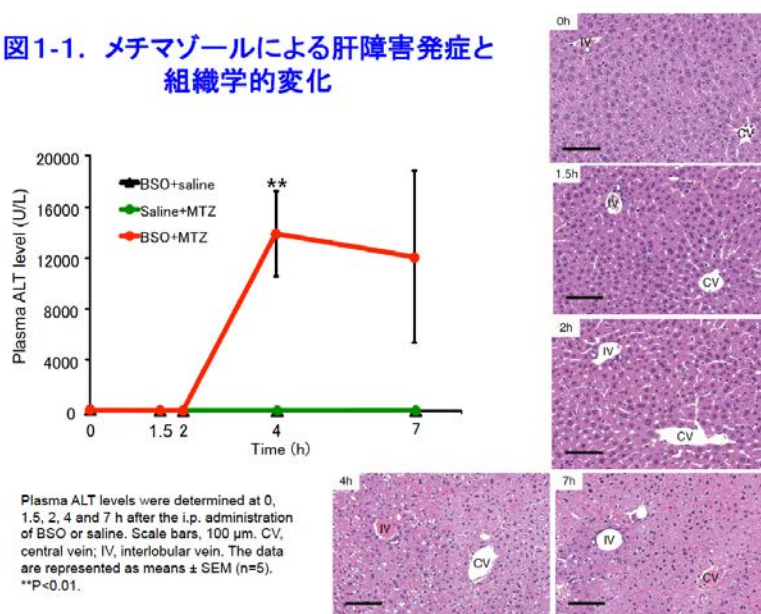 図1-1. メチマゾールによる肝障害発症と
組織学的変化
20000
16000
12000
8000
4000
0
Plasma ALT level (U/L)
BSO+saline
Saline+MTZ
BSO+MTZ
**
0
1.5
2
4
7
Time (h)
Plasma ALT levels were determined at 0,
1.5, 2, 4 and 7 h after the i.p. administration
of BSO or saline. Scale bars, 100 µm. CV,
central vein; IV, interlobular vein. The data
are represented as means ± SEM (n=5).
**P<0.01.
0h
IV
CV
1.5h
IV
CV
2h
IV
CV
4h
IV
CV
7h
IV
CV